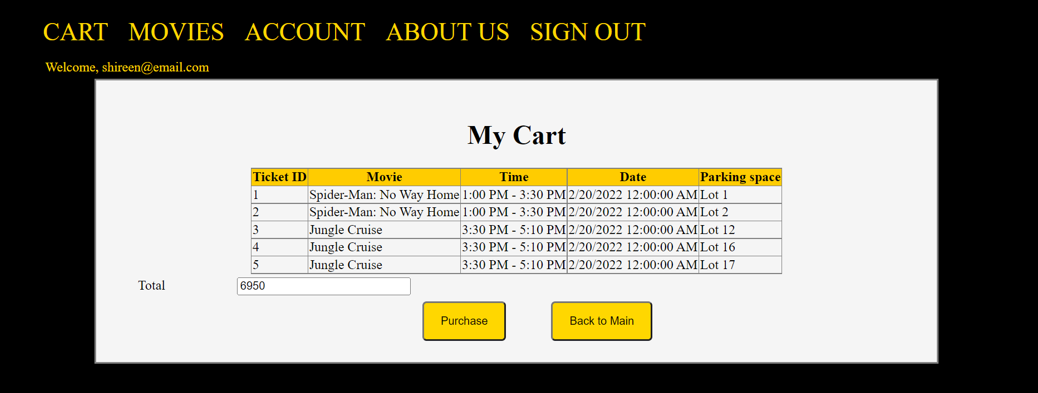 CART MOVIES ACCOUNT ABOUT US SIGN OUT
Welcome, shireen@email.com
My Cart
Ticket ID Movie Time Date Parking space
1 Spider-Man: No Way Home 1:00 PM - 3:30 PM 2/20/2022 12:00:00 AM Lot 1
2 Spider-Man: No Way Home 1:00 PM - 3:30 PM 2/20/2022 12:00:00 AM Lot 2
3 Jungle Cruise 3:30 PM - 5:10 PM 2/20/2022 12:00:00 AM Lot 12
4 Jungle Cruise 3:30 PM - 5:10 PM 2/20/2022 12:00:00 AM Lot 16
5 Jungle Cruise 3:30 PM - 5:10 PM 2/20/2022 12:00:00 AM Lot 17
Total 6950
Purchase Back to Main